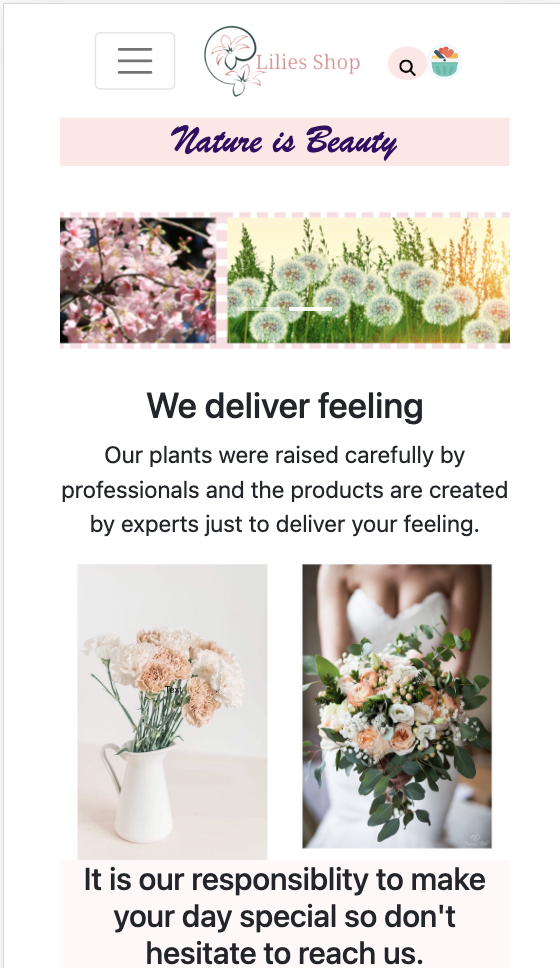 Lilies Shop
Nature is Beauty
We deliver feeling
Our plants were raised carefully by
professionals and the products are created
by experts just to deliver your feeling.
Text
It is our responsiblity to make
your day special so don't
hesitate to reach us.